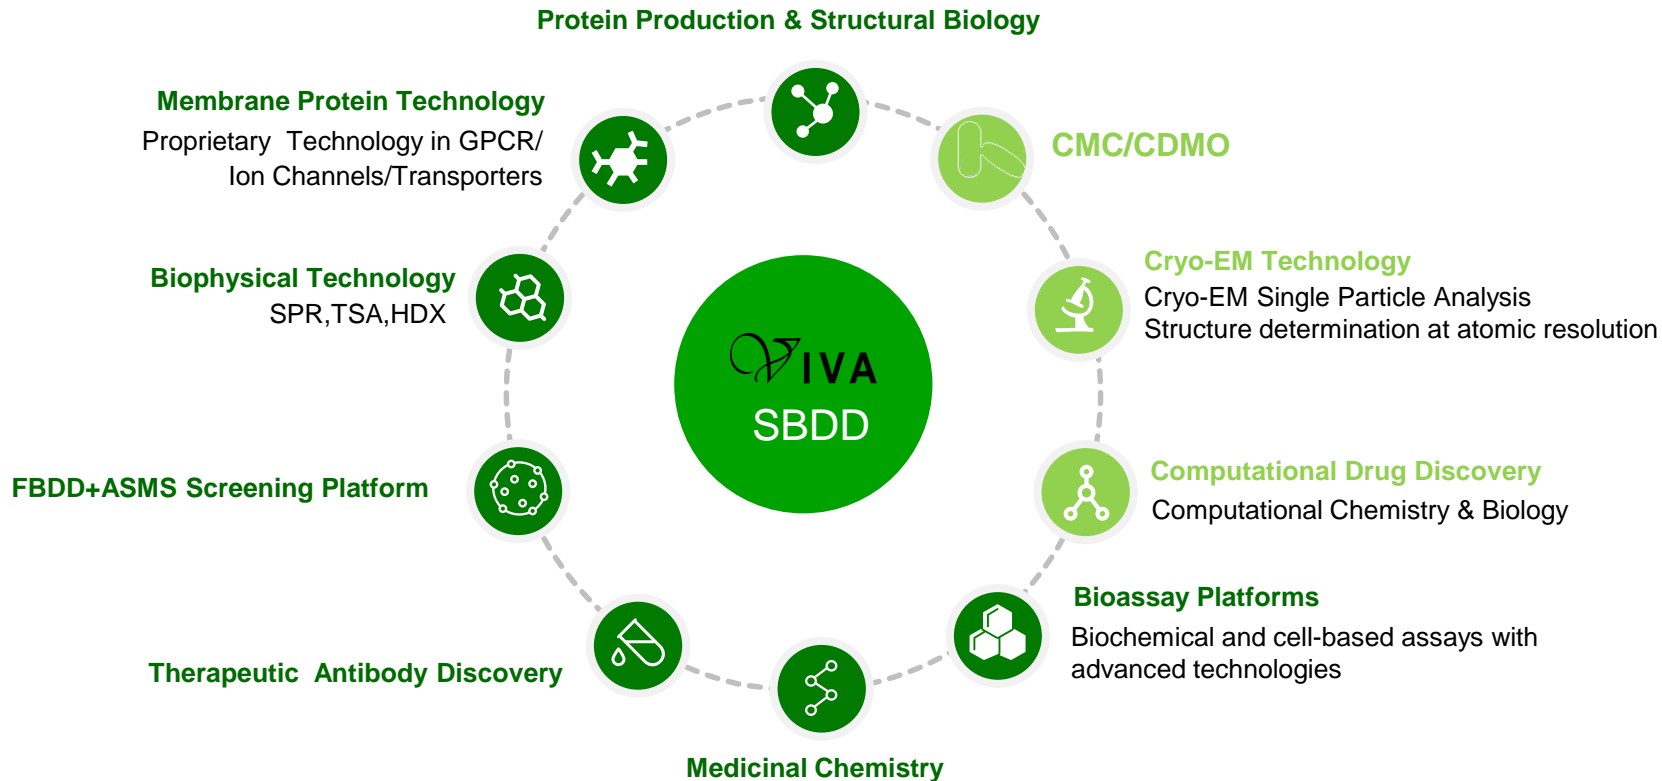 Protein Production & Structural Biology
Membrane Protein Technology
Proprietary Technology in GPCR/
Ion Channels/Transporters
CMC/CDMO
Biophysical Technology
SPR,TSA,HDX
Cryo-EM Technology
Cryo-EM Single Particle Analysis
Structure determination at atomic resolution
VIVA
SBDD
FBDD+ASMS Screening Platform
Computational Drug Discovery
Computational Chemistry & Biology
Bioassay Platforms
Biochemical and cell-based assays with
advanced technologies
Therapeutic Antibody Discovery
Medicinal Chemistry